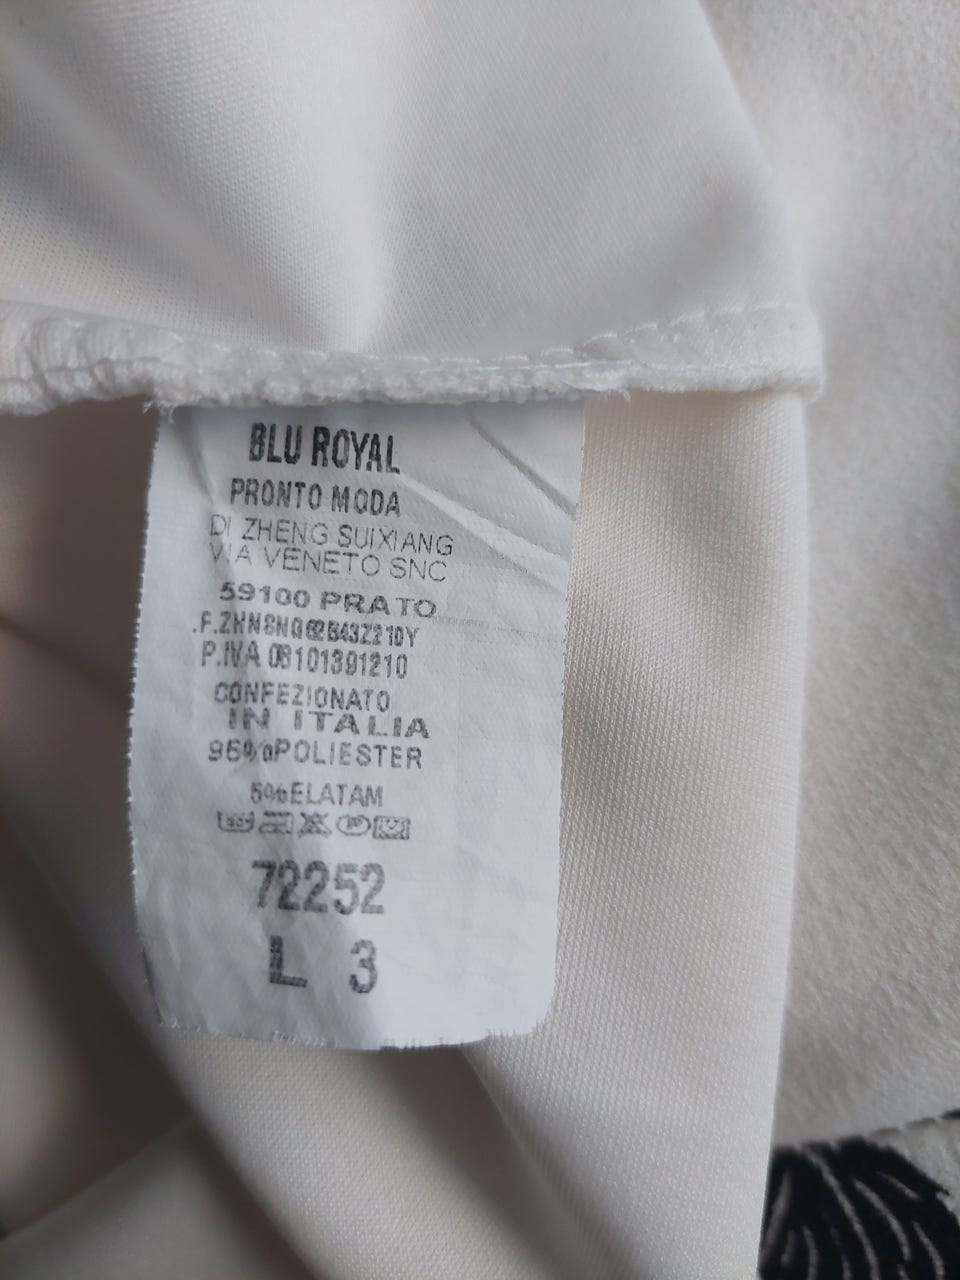 BLU ROYAL
PRONTO MODA
DI ZHENG SUIXIANG
VIA VENETO SNC
59100 PRATO
P.IVA 08101391210
CONFEZIONATO
IN ITALIA
95%POLIESTER
5%ELATAM
72252
L 3